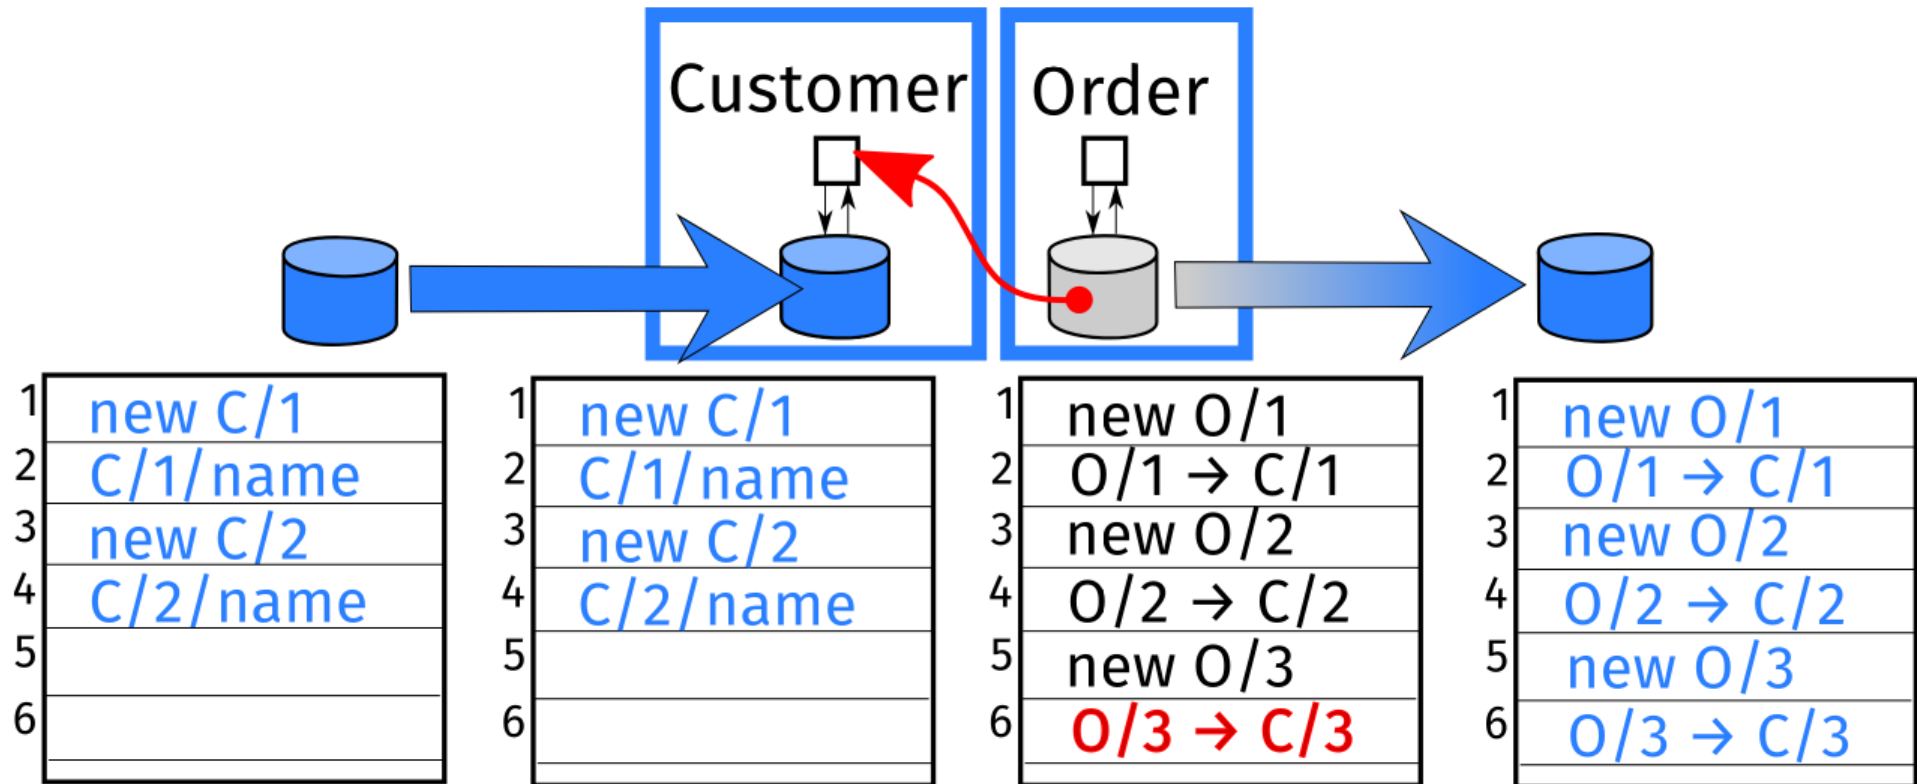 Customer
Order
1 new C/1
2 C/1/name
3 new C/2
4 C/2/name
5
6
1 new C/1
2 C/1/name
3 new C/2
4 C/2/name
5
6
1 new O/1
2 O/1 → C/1
3 new O/2
4 O/2 → C/2
5 new O/3
6 O/3 → C/3
1 new O/1
2 O/1 → C/1
3 new O/2
4 O/2 → C/2
5 new O/3
6 O/3 → C/3